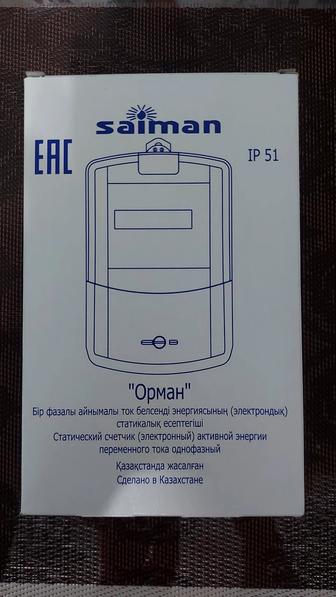 saiman
EAC
IP 51
"Орман"
Бір фазалы айнымалы ток белсенді энергиясының (электрондық)
статикалық есептегіші
Статический счетчик (электронный) активной энергии
переменного тока однофазный
Қазақстанда жасалған
Сделано в Казахстане